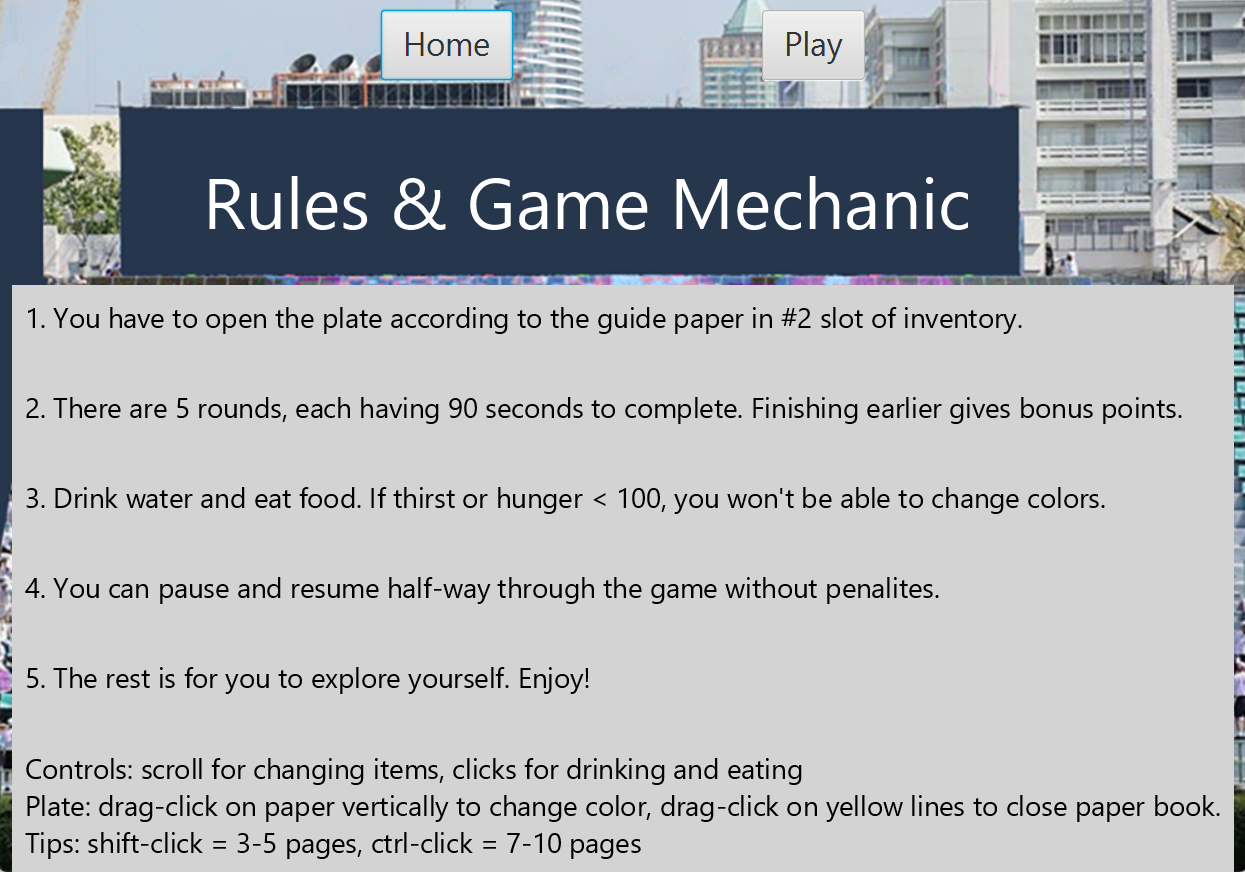 Home
Play
Rules & Game Mechanic
1. You have to open the plate according to the guide paper in #2 slot of inventory.
2. There are 5 rounds, each having 90 seconds to complete. Finishing earlier gives bonus points.
3. Drink water and eat food. If thirst or hunger < 100, you won't be able to change colors.
4. You can pause and resume half-way through the game without penalites.
5. The rest is for you to explore yourself. Enjoy!
Controls: scroll for changing items, clicks for drinking and eating
Plate: drag-click on paper vertically to change color, drag-click on yellow lines to close paper book.
Tips: shift-click = 3-5 pages, ctrl-click = 7-10 pages